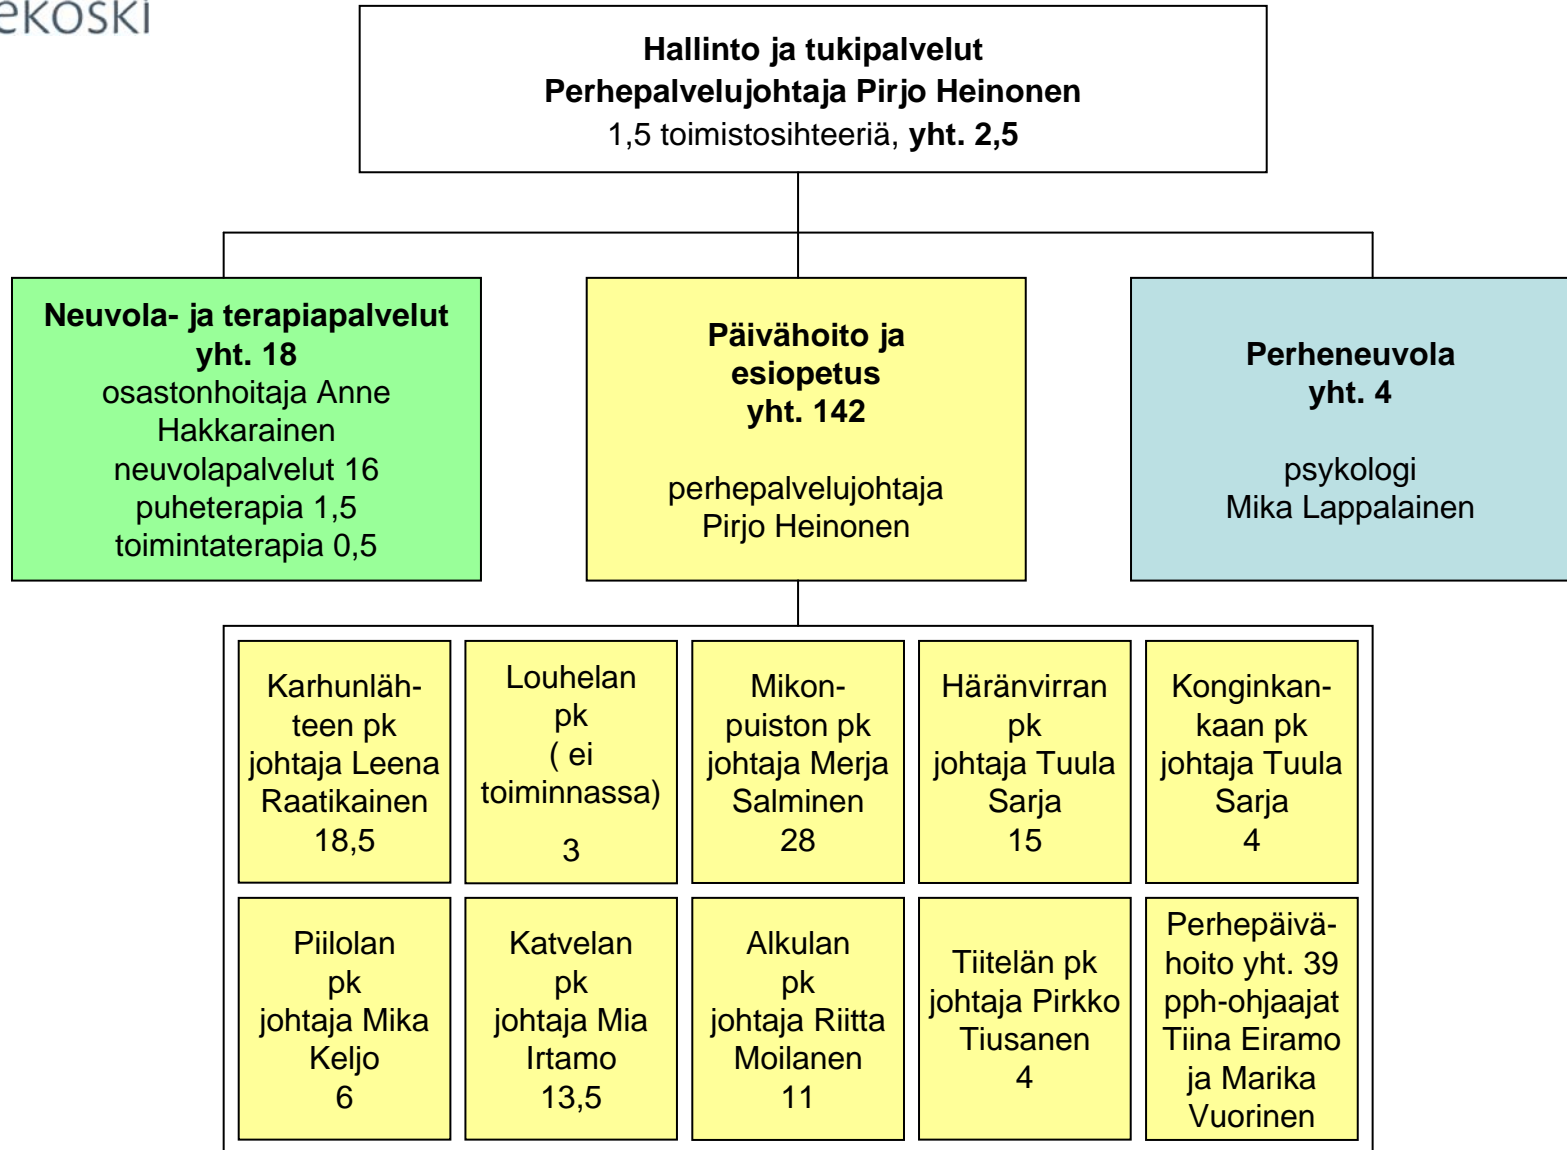 ekoski
Hallinto ja tukipalvelut
Perhepalvelujohtaja Pirjo Heinonen
1,5 toimistosihteeriä, yht. 2,5
Neuvola- ja terapiapalvelut
yht. 18
osastonhoitaja Anne
Hakkarainen
neuvolapalvelut 16
puheterapia 1,5
toimintaterapia 0,5
Päivähoito ja
esiopetus
yht. 142
perhepalvelujohtaja
Pirjo Heinonen
Perheneuvola
yht. 4
psykologi
Mika Lappalainen
Karhunläh-
teen pk
johtaja Leena
Raatikainen
18,5
Louhelan
pk
( ei
toiminnassa)
3
Mikon-
puiston pk
johtaja Merja
Salminen
28
Häränvirran
pk
johtaja Tuula
Sarja
15
Konginkan-
kaan pk
johtaja Tuula
Sarja
4
Piilolan
pk
johtaja Mika
Keljo
6
Katvelan
pk
johtaja Mia
Irtamo
13,5
Alkulan
pk
johtaja Riitta
Moilanen
11
Tiitelän pk
johtaja Pirkko
Tiusanen
4
Perhepäivä-
hoito yht. 39
pph-ohjaajat
Tiina Eiramo
ja Marika
Vuorinen